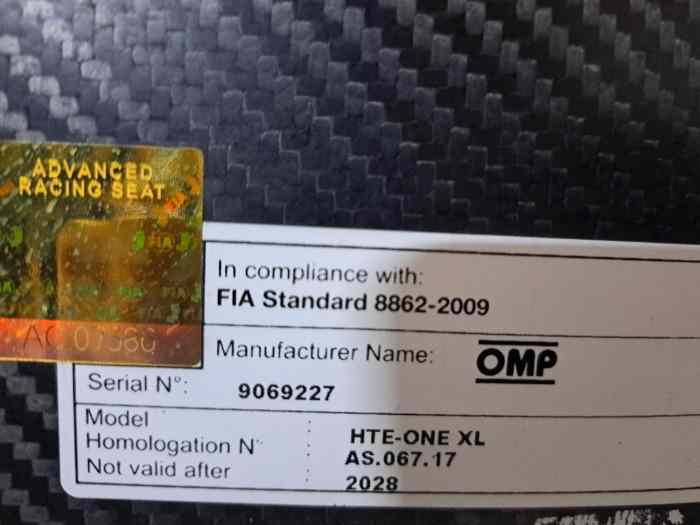 ADVANCED
RACING SEAT
FIA
In compliance with:
FIA Standard 8862-2009
Manufacturer Name: OMP
Serial N°: 9069227
Model : HTE-ONE XL
Homologation N° : AS.067.17
Not valid after : 2028